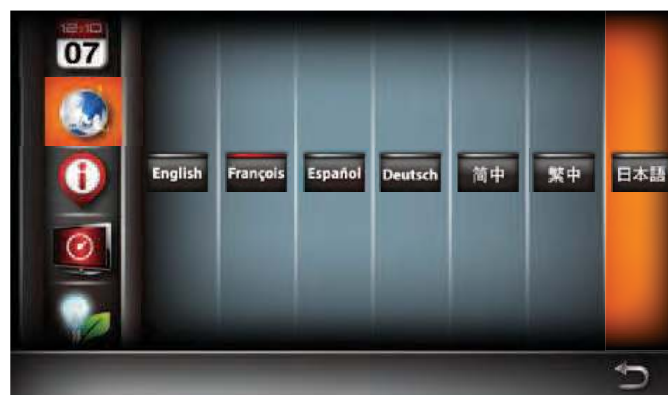 12:10
07
English
François
Español
Deutsch
简中
繁中
日本語